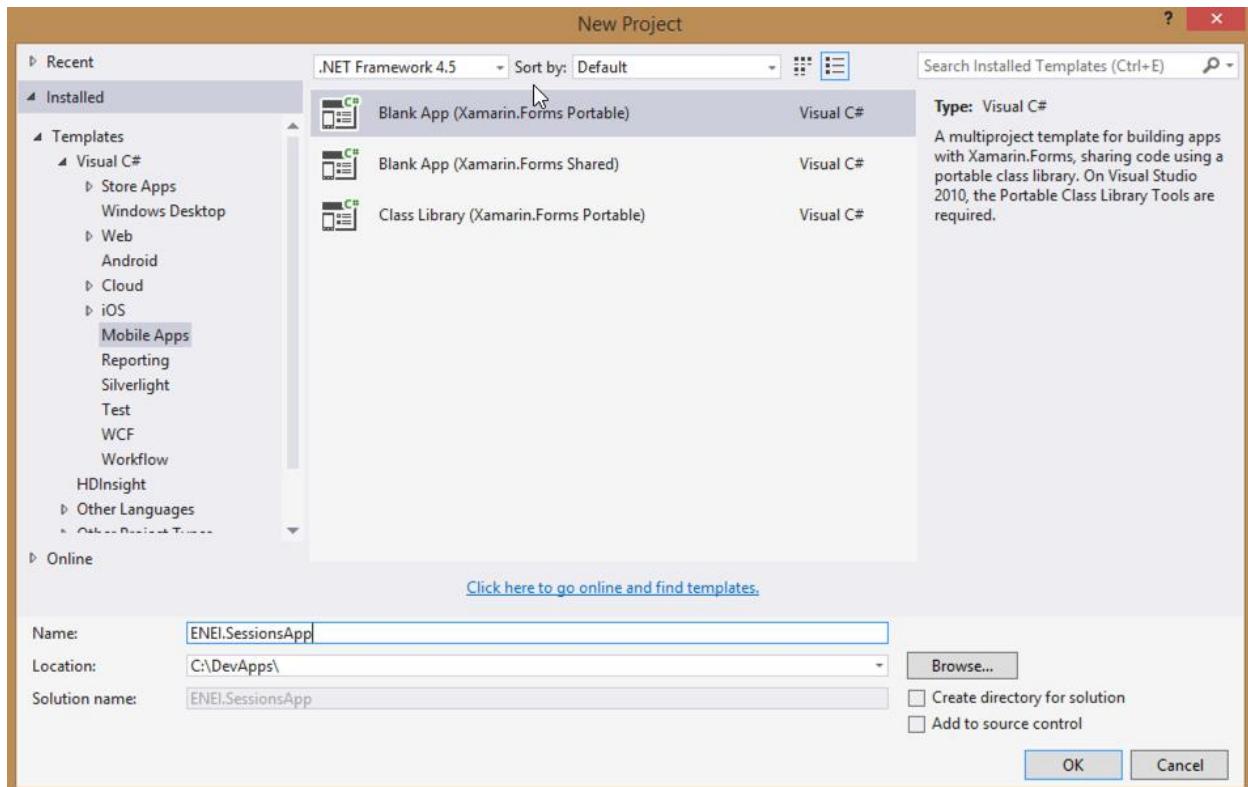 New Project
?
Recent
Installed
Templates
Visual C#
Store Apps
Windows Desktop
Web
Android
Cloud
iOS
Mobile Apps
Reporting
Silverlight
Test
WCF
Workflow
HDInsight
Other Languages
Other Project Types
Online
.NET Framework 4.5
Sort by: Default
C# Blank App (Xamarin.Forms Portable) Visual C#
C# Blank App (Xamarin.Forms Shared) Visual C#
C# Class Library (Xamarin.Forms Portable) Visual C#
Click here to go online and find templates.
Search Installed Templates (Ctrl+E)
Type: Visual C#
A multiproject template for building apps
with Xamarin.Forms, sharing code using a
portable class library. On Visual Studio
2010, the Portable Class Library Tools are
required.
Name: ENEI.SessionsApp
Location: C:\DevApps\
Browse...
Solution name: ENEI.SessionsApp
Create directory for solution
Add to source control
OK Cancel